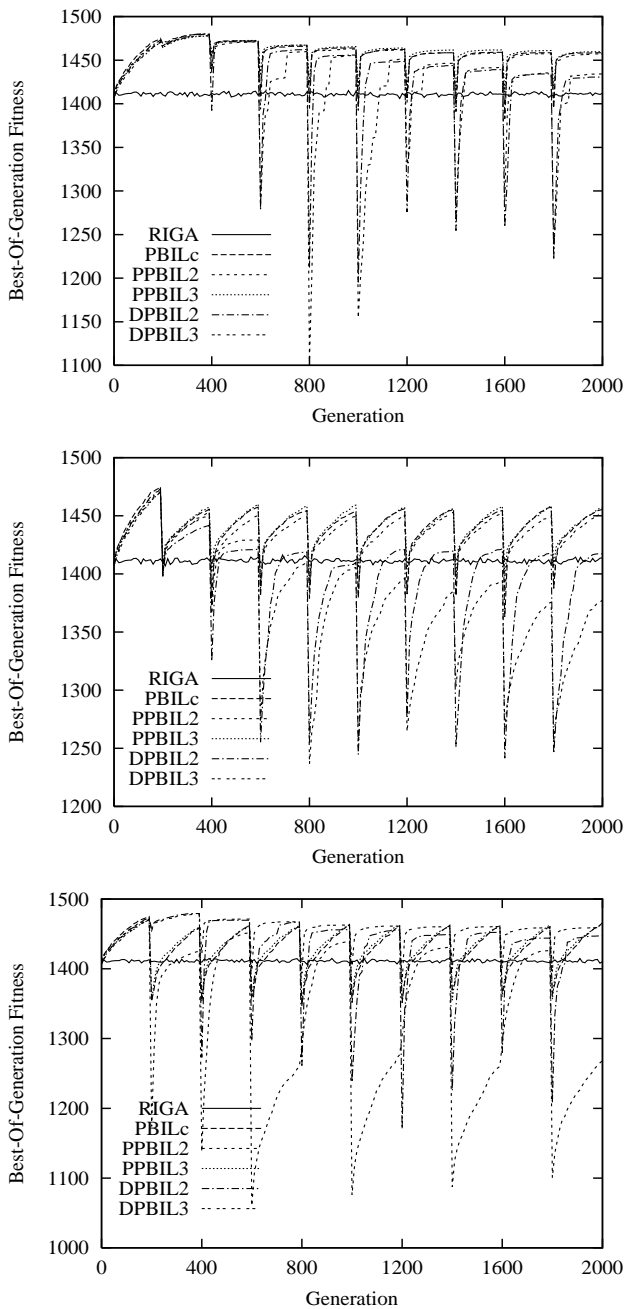 1500
1450
1400
1350
1300
1250
1200
1150
1100
Best-Of-Generation Fitness
RIGA
PBILc
PPBIL2
PPBIL3
DPBIL2
DPBIL3
0 400 800 1200 1600 2000
Generation
1500
1450
1400
1350
1300
1250
1200
Best-Of-Generation Fitness
RIGA
PBILc
PPBIL2
PPBIL3
DPBIL2
DPBIL3
0 400 800 1200 1600 2000
Generation
1500
1400
1300
1200
1100
1000
Best-Of-Generation Fitness
RIGA
PBILc
PPBIL2
PPBIL3
DPBIL2
DPBIL3
0 400 800 1200 1600 2000
Generation